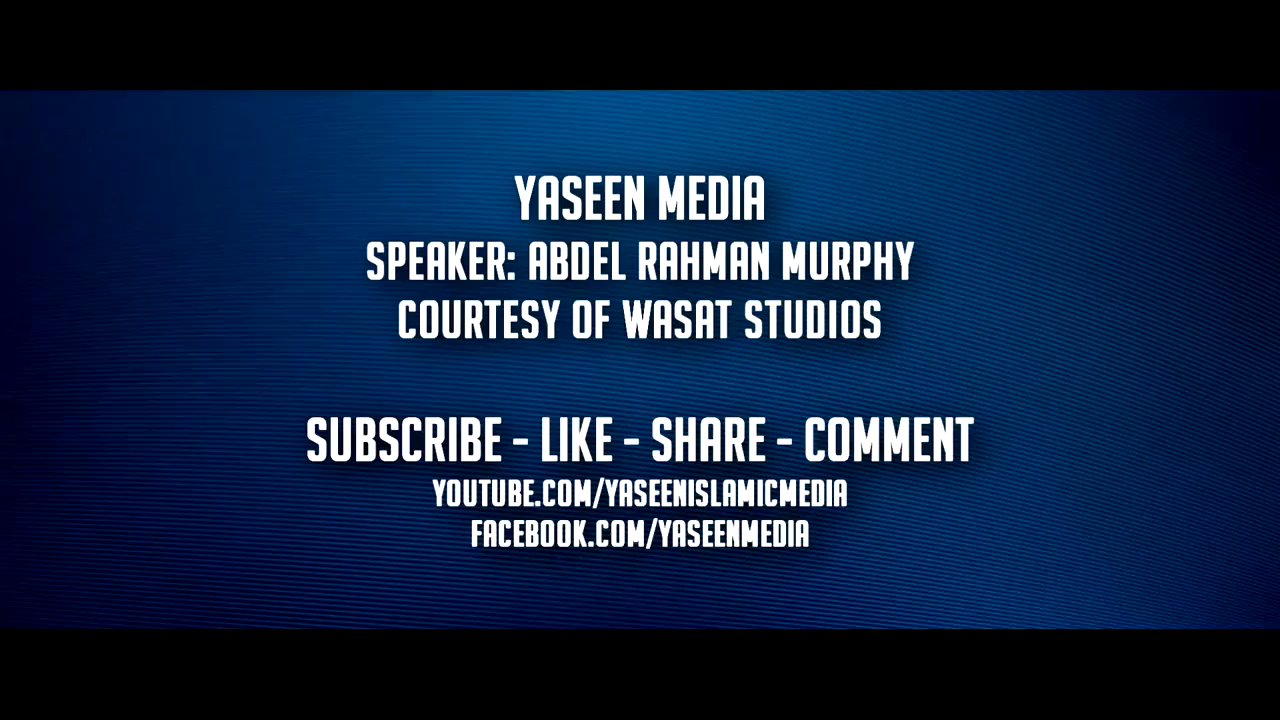 YASEEN MEDIA
SPEAKER: ABDEL RAHMAN MURPHY
COURTESY OF WASAT STUDIOS
SUBSCRIBE - LIKE - SHARE - COMMENT
YOUTUBE.COM/YASEENISLAMICMEDIA
FACEBOOK.COM/YASEENMEDIA